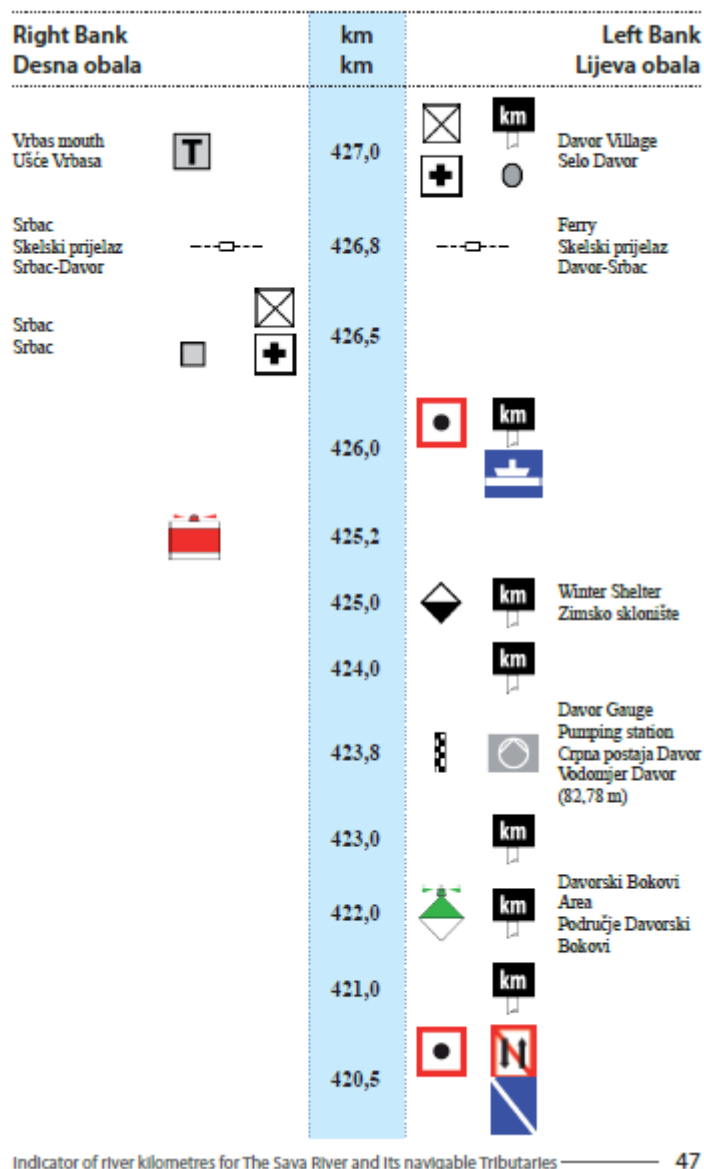 Right Bank
Desna obala
km
km
Left Bank
Lijeva obala
Vrbas mouth
Ušće Vrbasa
T
427,0
km
Davor Village
Selo Davor
Srbac
Skelski prijelaz
Srbac-Davor
426,8
Ferry
Skelski prijelaz
Davor-Srbac
Srbac
Srbac
426,5
426,0
km
425,2
425,0
km
Winter Shelter
Zimsko sklonište
424,0
km
423,8
Davor Gauge
Pumping station
Crpna postaja Davor
Vodomjer Davor
(82,78 m)
423,0
km
422,0
km
Davorski Bokovi
Area
Područje Davorski
Bokovi
421,0
km
420,5
Indicator of river kilometres for The Sava River and Its navigable Tributaries 47